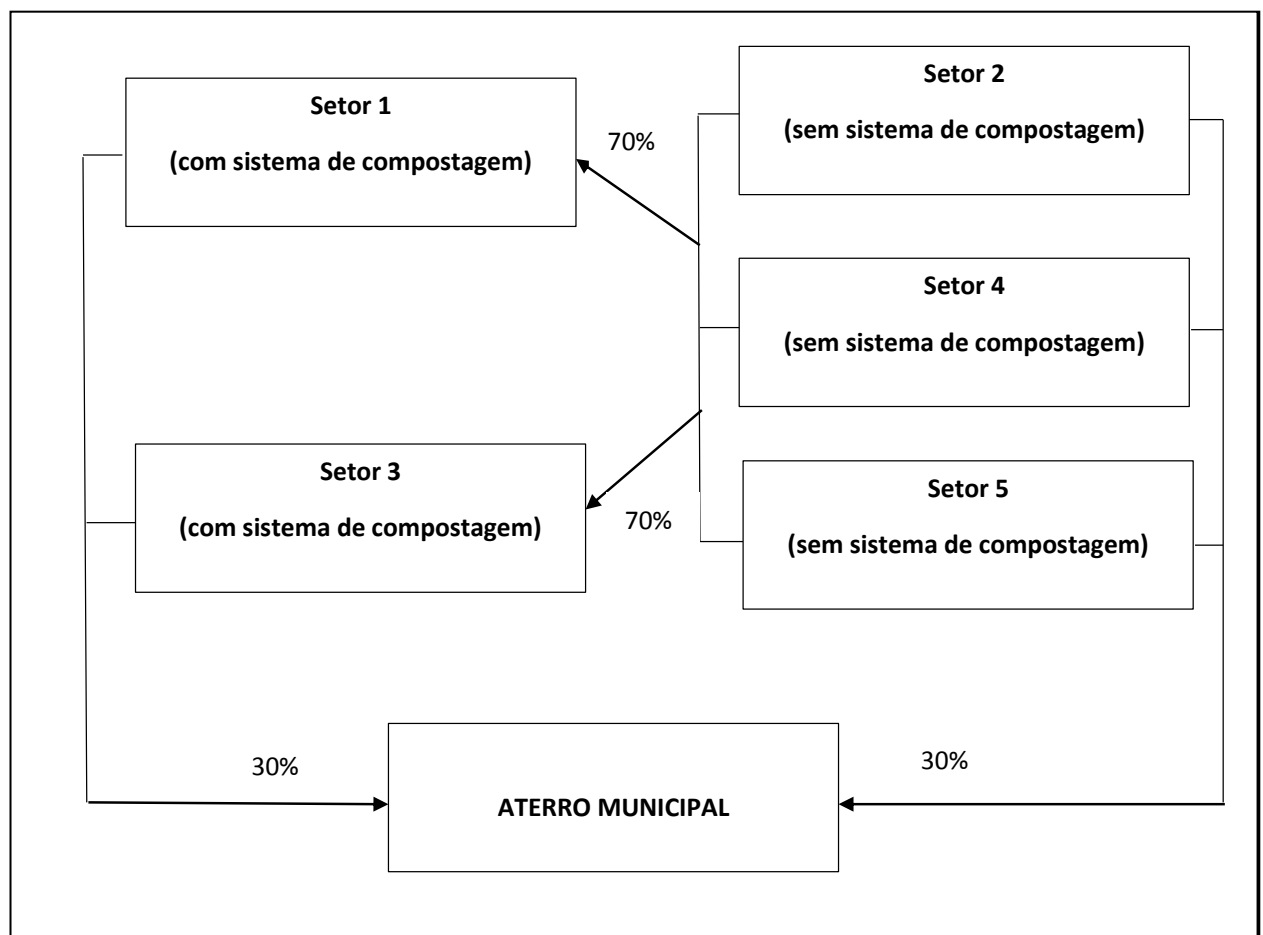 Setor 1
(com sistema de compostagem)
70%
Setor 2
(sem sistema de compostagem)
Setor 4
(sem sistema de compostagem)
Setor 3
(com sistema de compostagem)
70%
Setor 5
(sem sistema de compostagem)
30%
ATERRO MUNICIPAL
30%